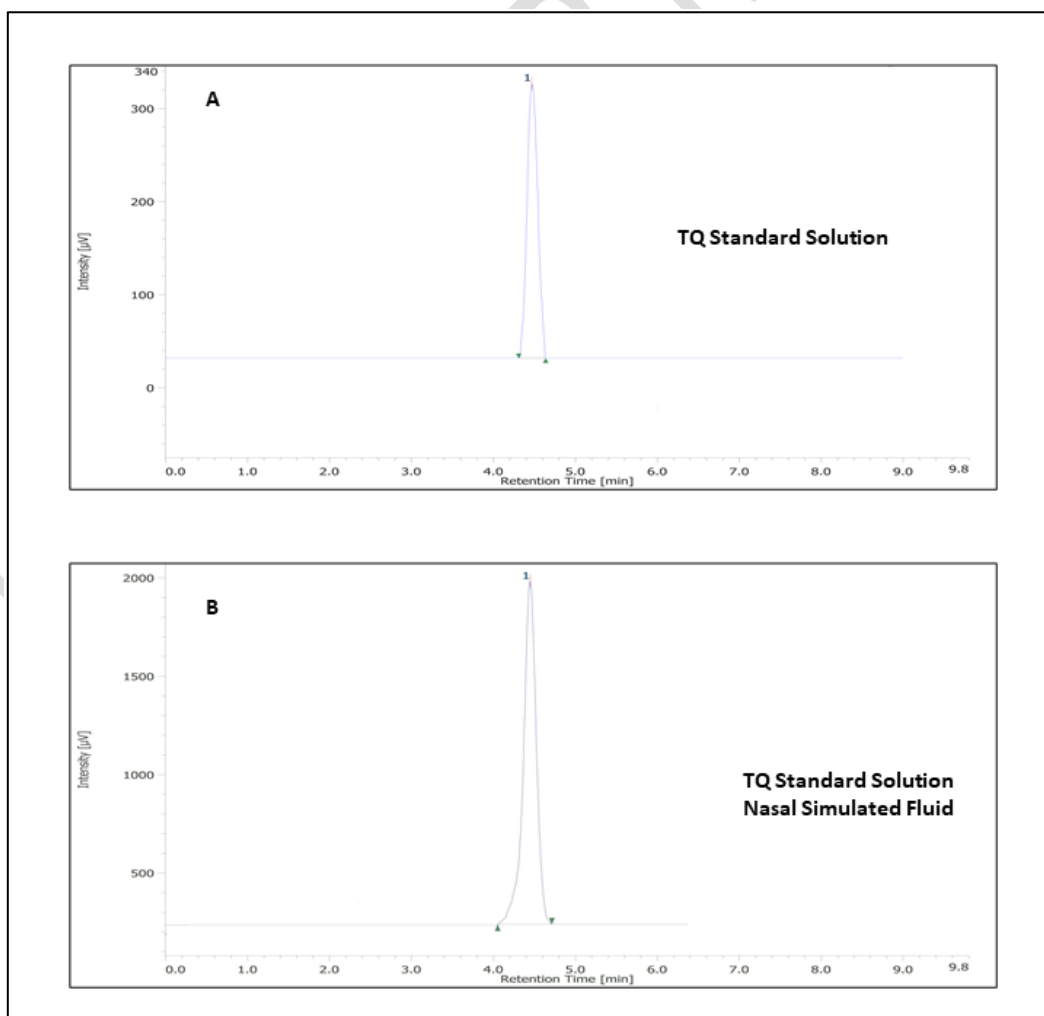 340
1
A
300
200
TQ Standard Solution
Intensity [µV]
100
0
0.0 1.0 2.0 3.0 4.0 5.0 6.0 7.0 8.0 9.0 9.8
Retention Time [min]
2000
1
B
1500
Intensity [µV]
1000
TQ Standard Solution
Nasal Simulated Fluid
500
0.0 1.0 2.0 3.0 4.0 5.0 6.0 7.0 8.0 9.0 9.8
Retention Time [min]